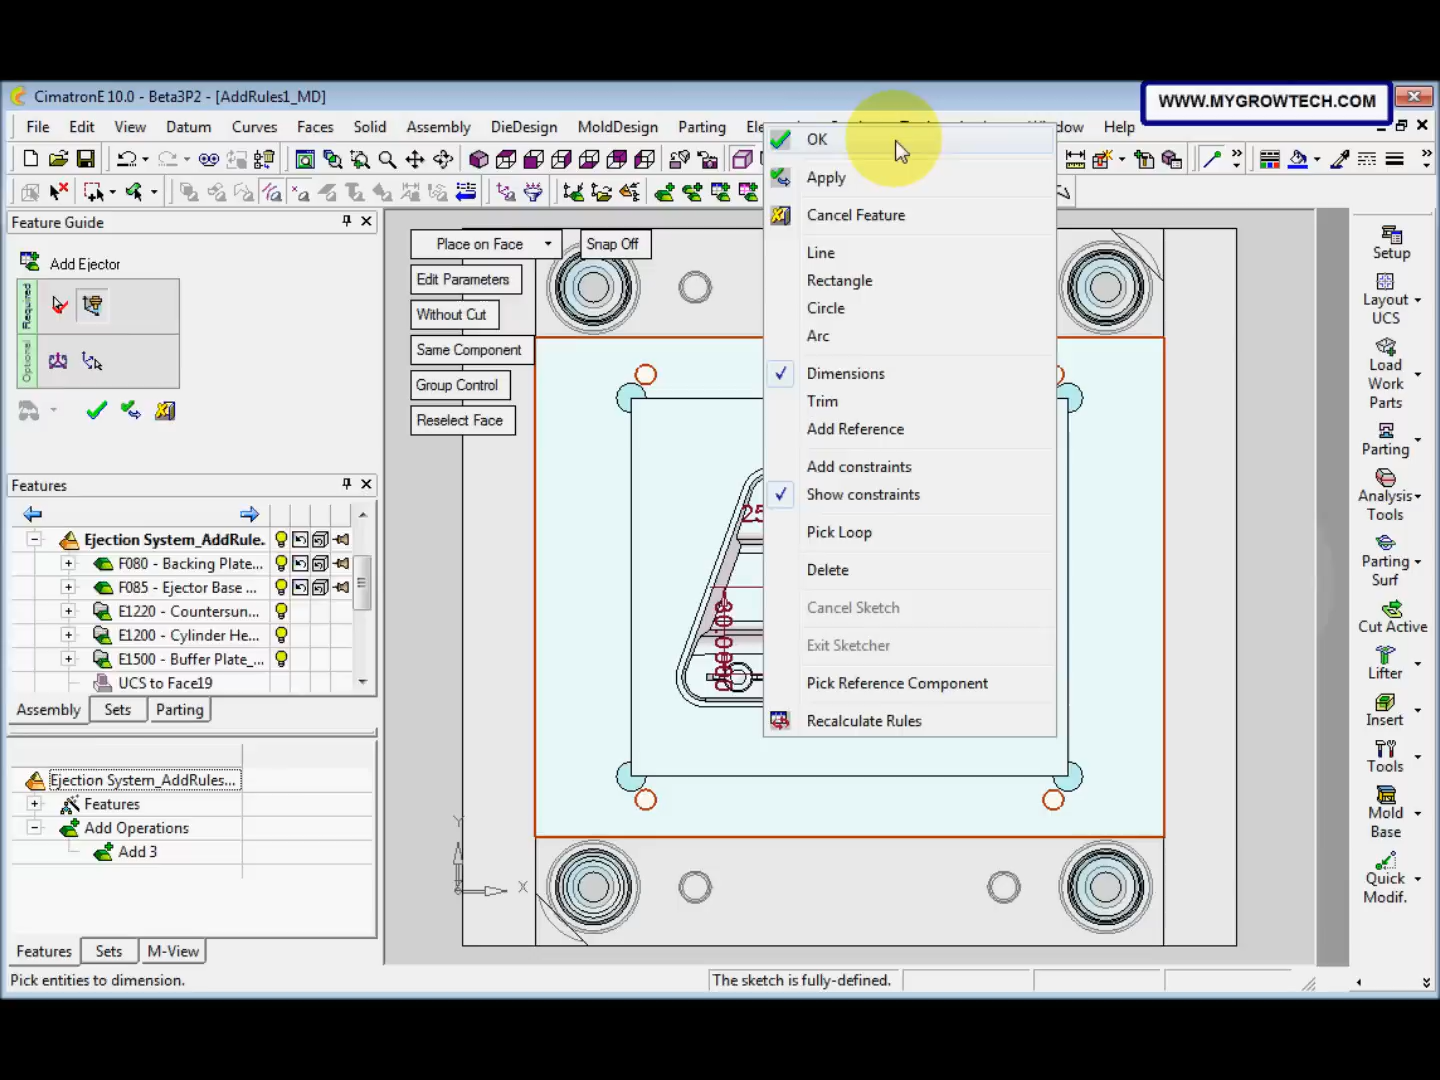 CimatronE 10.0 - Beta3P2 - [AddRules1_MD]
WWW.MYGROWTECH.COM
File Edit View Datum Curves Faces Solid Assembly DieDesign MoldDesign Parting Help
Feature Guide
Add Ejector
Required
Optional
Features
Ejection System_AddRule.
F080 - Backing Plate...
F085 - Ejector Base ...
E1220 - Countersun...
E1200 - Cylinder He...
E1500 - Buffer Plate_...
UCS to Face19
Assembly Sets Parting
Ejection System_AddRules...
Features
Add Operations
Add 3
Features Sets M-View
Pick entities to dimension.
Place on Face
Snap Off
Edit Parameters
Without Cut
Same Component
Group Control
Reselect Face
OK
Apply
Cancel Feature
Line
Rectangle
Circle
Arc
Dimensions
Trim
Add Reference
Add constraints
Show constraints
Pick Loop
Delete
Cancel Sketch
Exit Sketcher
Pick Reference Component
Recalculate Rules
25
Y
X
The sketch is fully-defined.
Setup
Layout
UCS
Load
Work
Parts
Parting
Analysis
Tools
Parting
Surf
Cut Active
Lifter
Insert
Tools
Mold
Base
Quick
Modif.